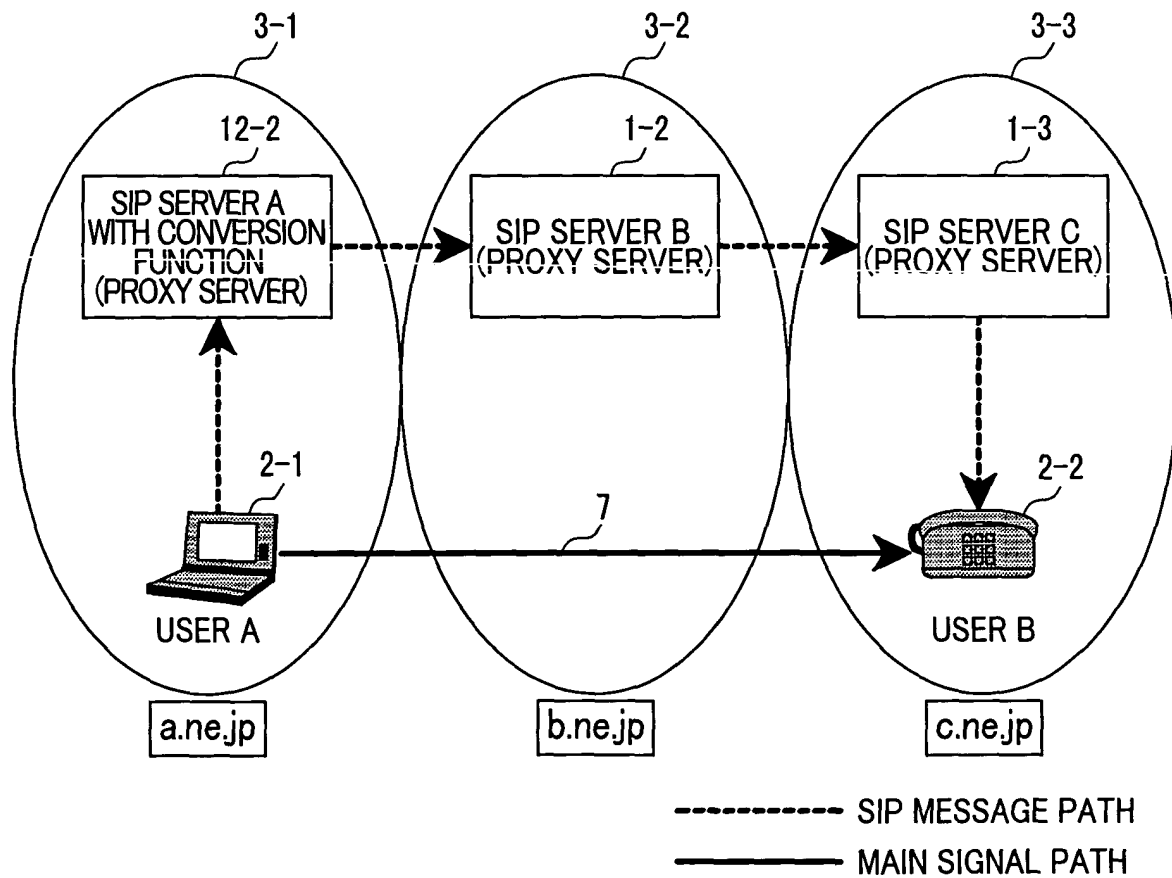 3-1
3-2
3-3
12-2
1-2
1-3
SIP SERVER A
WITH CONVERSION
FUNCTION
(PROXY SERVER)
SIP SERVER B
(PROXY SERVER)
SIP SERVER C
(PROXY SERVER)
2-1
7
2-2
USER A
USER B
a.ne.jp
b.ne.jp
c.ne.jp
SIP MESSAGE PATH
MAIN SIGNAL PATH